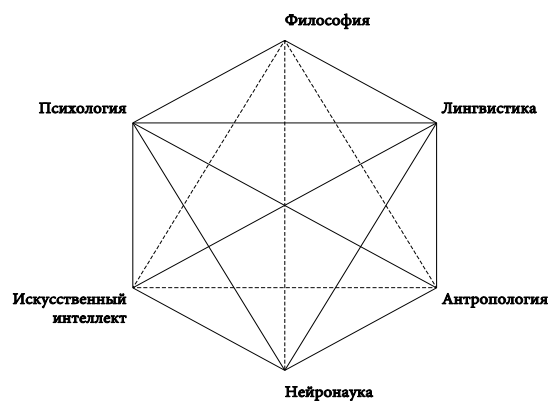 Философия
Психология
Лингвистика
Искусственный
интеллект
Антропология
Нейронаука